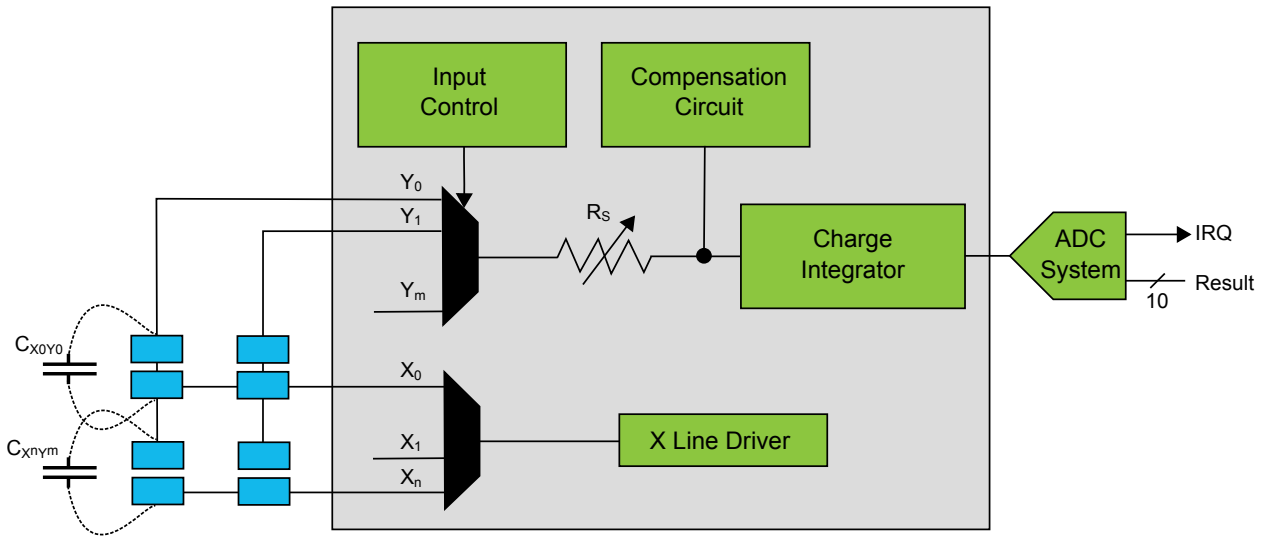 Input
Control
Compensation
Circuit
Y0
Y1
RS
Charge
Integrator
ADC
System
IRQ
Result
10
Ym
CX0Y0
X0
X Line Driver
CXnYm
X1
Xn